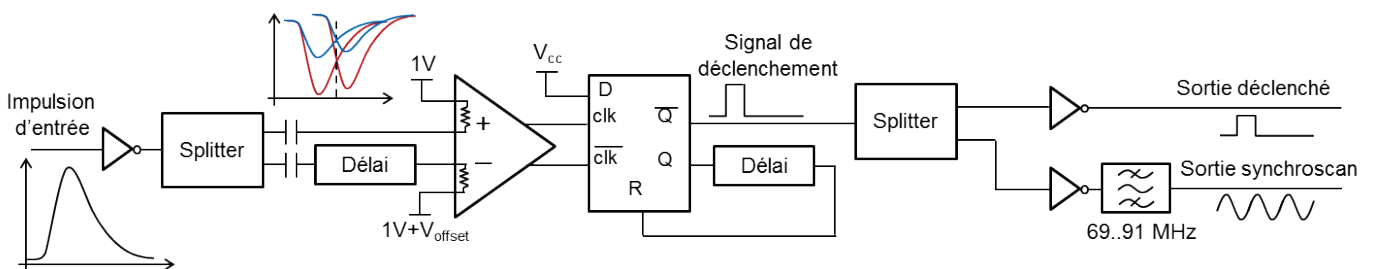 Impulsion
d'entrée
Splitter
Délai
1V
+
−
1V+Voffset
Vcc
D
clk
clk
R
Q
Q
Signal de
déclenchement
Délai
Splitter
Sortie déclenché
Sortie synchroscan
69..91 MHz